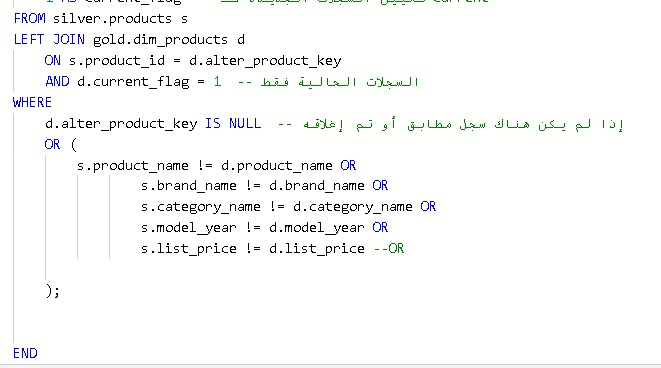 FROM silver.products s
LEFT JOIN gold.dim_products d
ON s.product_id = d.alter_product_key
AND d.current_flag = 1 -- السجلات الحالية فقط
WHERE
d.alter_product_key IS NULL -- إذا لم يكن هناك سجل مطابق أو تم إغلاقه
OR (
s.product_name != d.product_name OR
s.brand_name != d.brand_name OR
s.category_name != d.category_name OR
s.model_year != d.model_year OR
s.list_price != d.list_price --OR
);
END